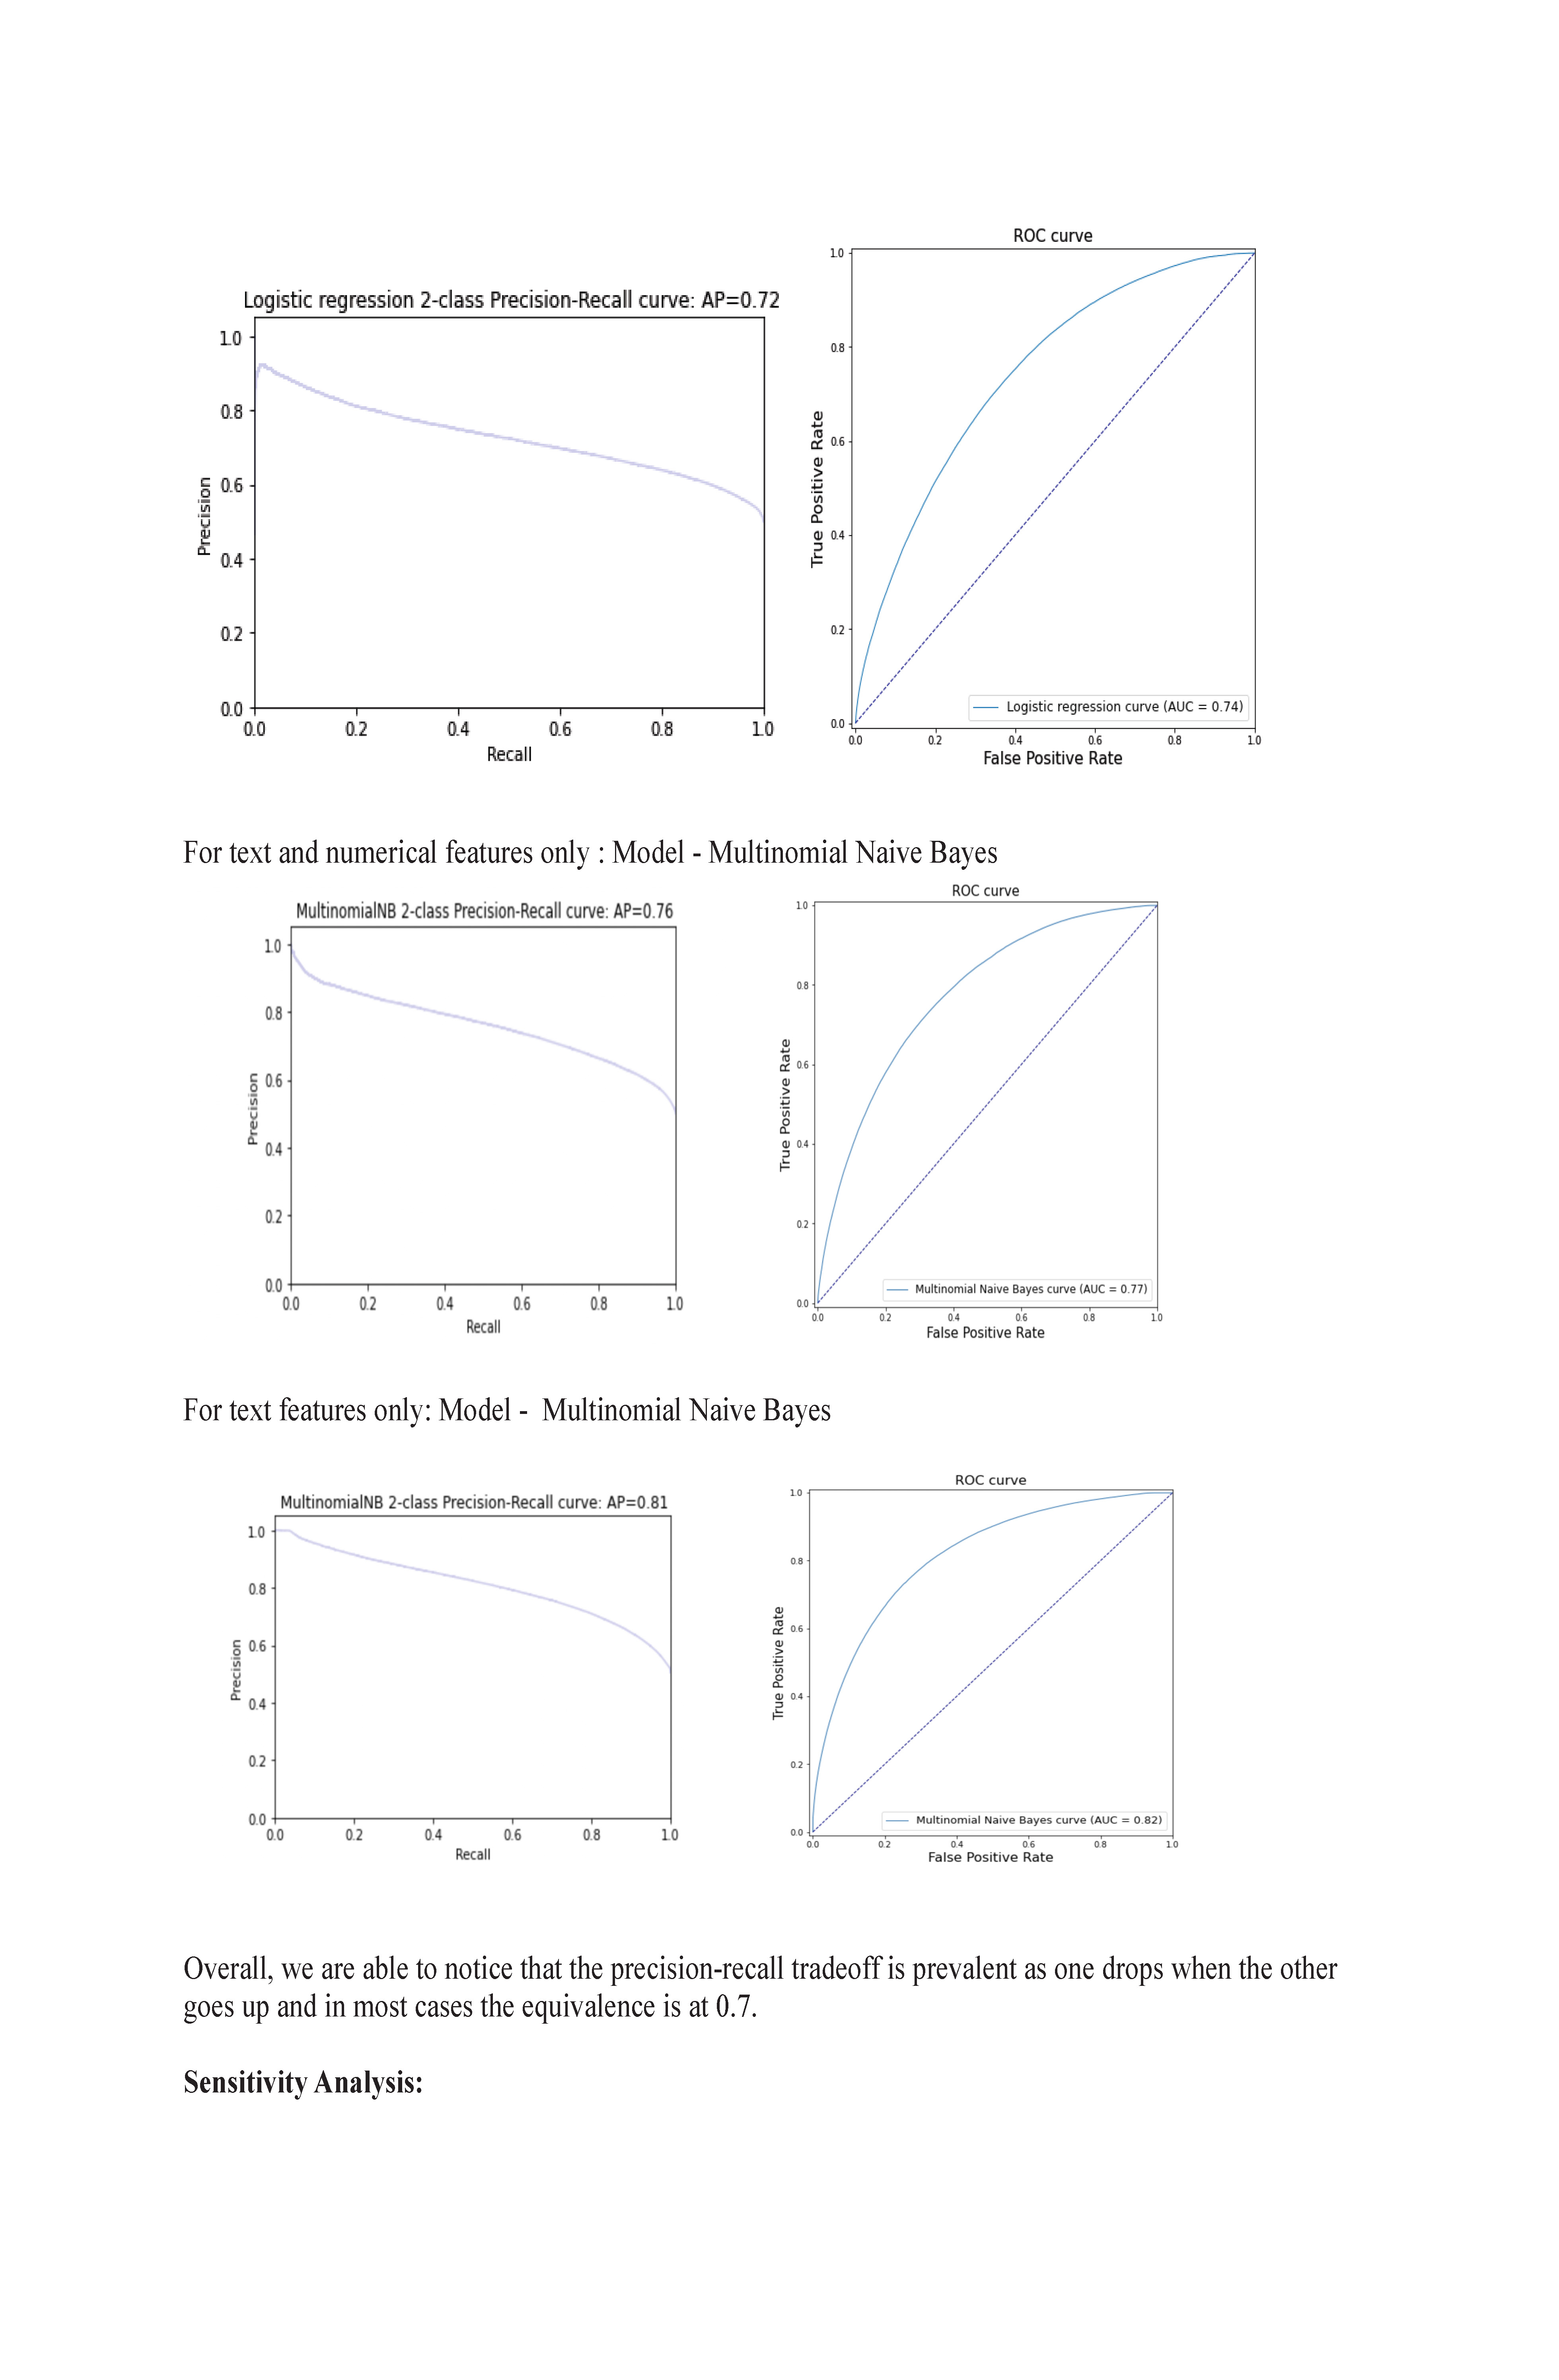 Logistic regression 2-class Precision-Recall curve: AP=0.72
1.0
0.8
0.6
0.4
0.2
0.0
Precision
0.0 0.2 0.4 0.6 0.8 1.0
Recall
ROC curve
1.0
0.8
0.6
0.4
0.2
0.0
True Positive Rate
Logistic regression curve (AUC = 0.74)
0.0 0.2 0.4 0.6 0.8 1.0
False Positive Rate
For text and numerical features only : Model - Multinomial Naive Bayes
MultinomialNB 2-class Precision-Recall curve: AP=0.76
1.0
0.8
0.6
0.4
0.2
0.0
Precision
0.0 0.2 0.4 0.6 0.8 1.0
Recall
ROC curve
1.0
0.8
0.6
0.4
0.2
0.0
True Positive Rate
Multinomial Naive Bayes curve (AUC = 0.77)
0.0 0.2 0.4 0.6 0.8 1.0
False Positive Rate
For text features only: Model -  Multinomial Naive Bayes
MultinomialNB 2-class Precision-Recall curve: AP=0.81
1.0
0.8
0.6
0.4
0.2
0.0
Precision
0.0 0.2 0.4 0.6 0.8 1.0
Recall
ROC curve
1.0
0.8
0.6
0.4
0.2
0.0
True Positive Rate
Multinomial Naive Bayes curve (AUC = 0.82)
0.0 0.2 0.4 0.6 0.8 1.0
False Positive Rate
Overall, we are able to notice that the precision-recall tradeoff is prevalent as one drops when the other
goes up and in most cases the equivalence is at 0.7.
Sensitivity Analysis: